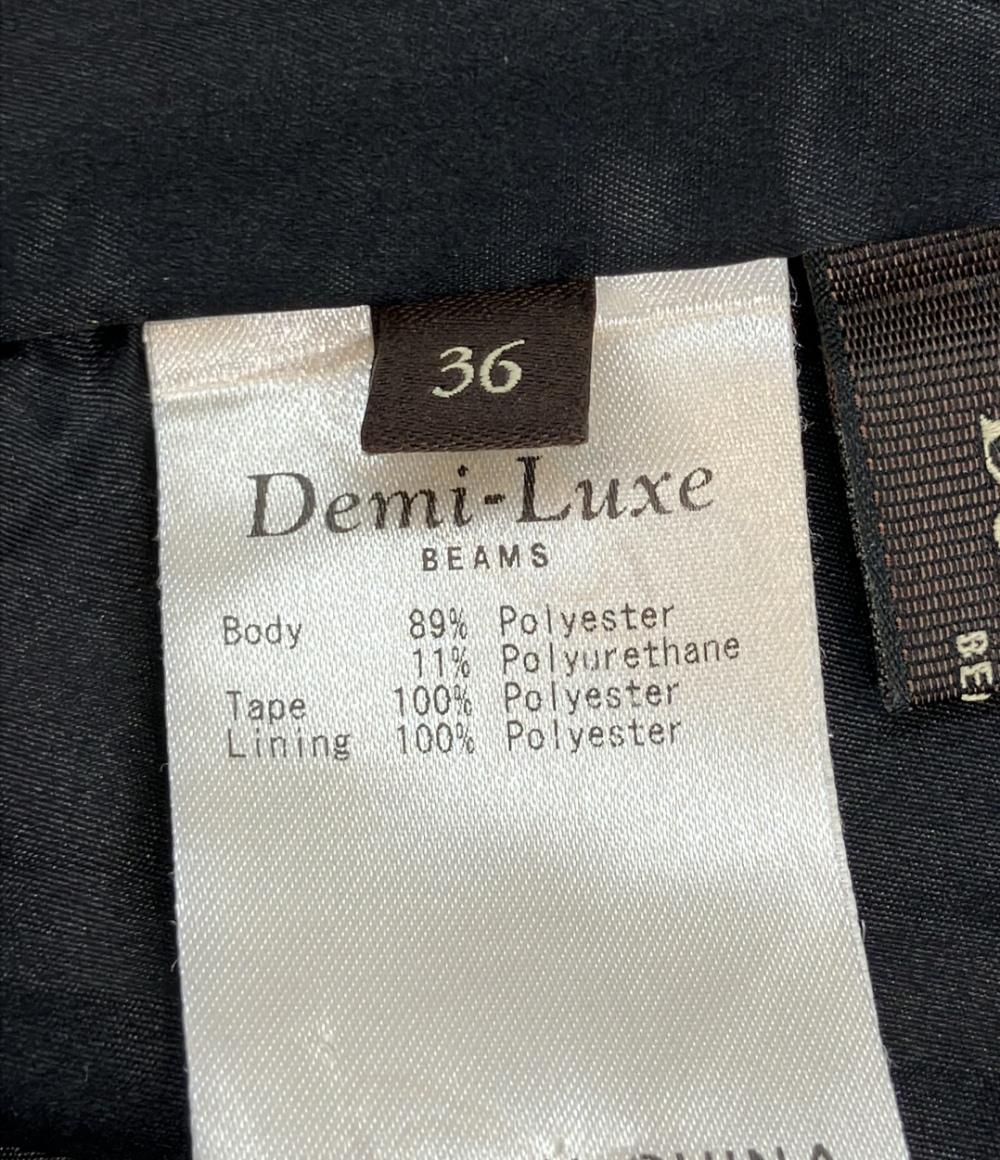 36
Demi-Luxe
BEAMS
Body 89% Polyester
11% Polyurethane
Tape 100% Polyester
Lining 100% Polyester